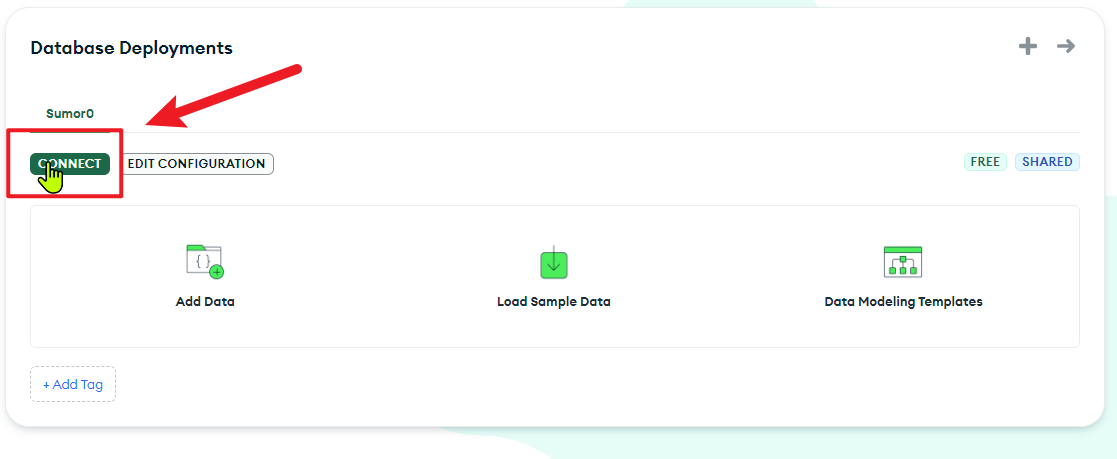 Database Deployments
Sumor0
CONNECT
EDIT CONFIGURATION
FREE
SHARED
{ }
Add Data
Load Sample Data
Data Modeling Templates
+ Add Tag